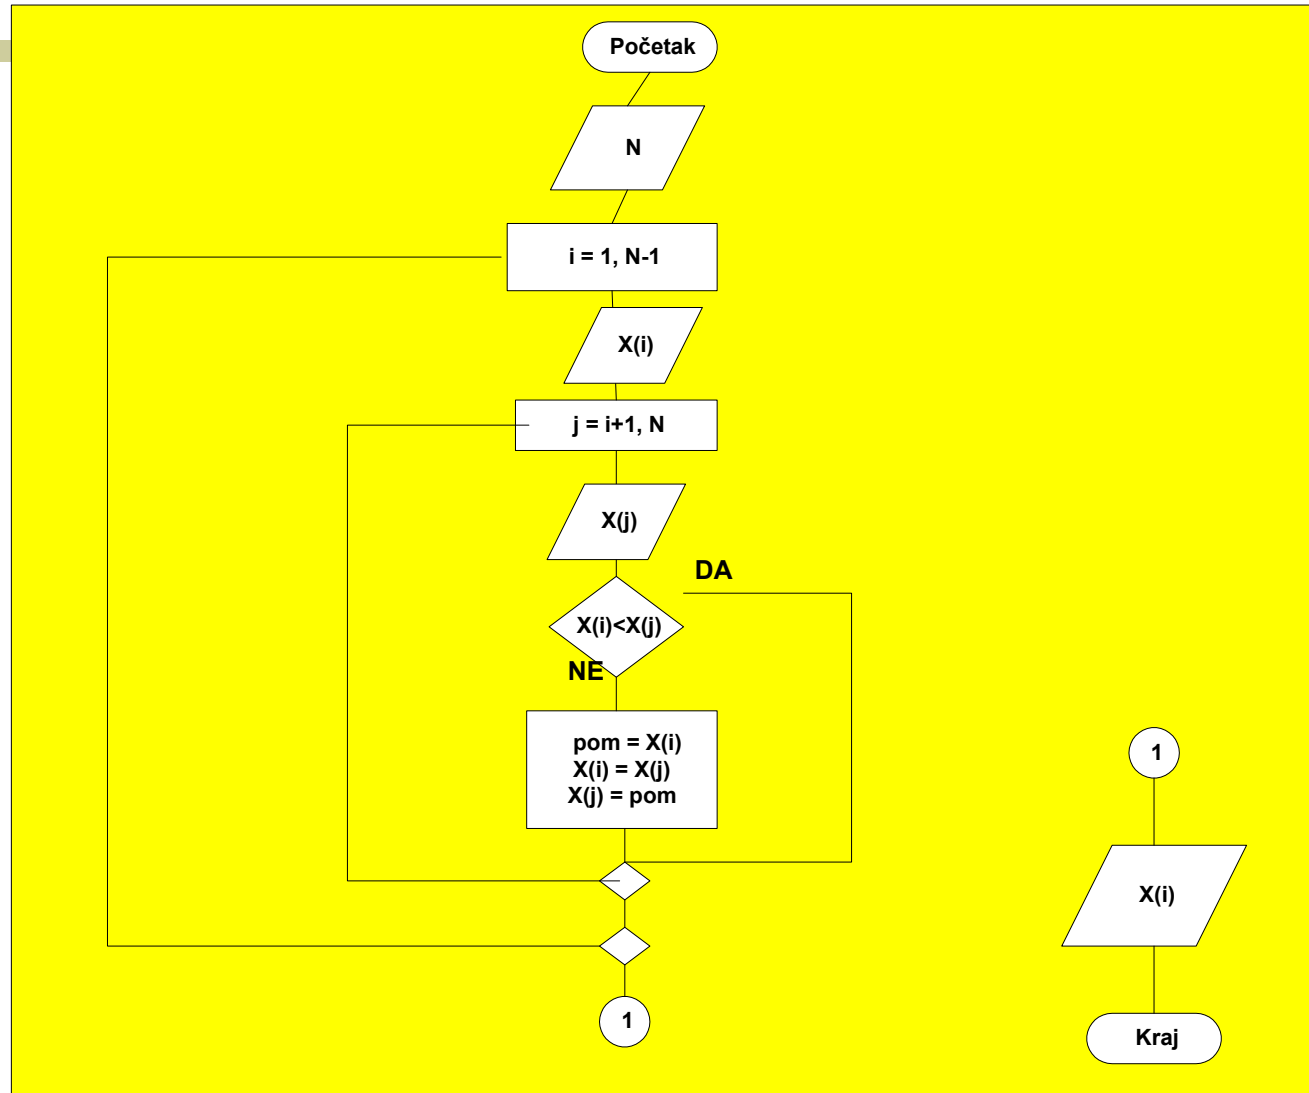 Početak
N
i = 1, N-1
X(i)
j = i+1, N
X(j)
DA
X(i)<X(j)
NE
pom = X(i)
X(i) = X(j)
X(j) = pom
1
1
X(i)
Kraj